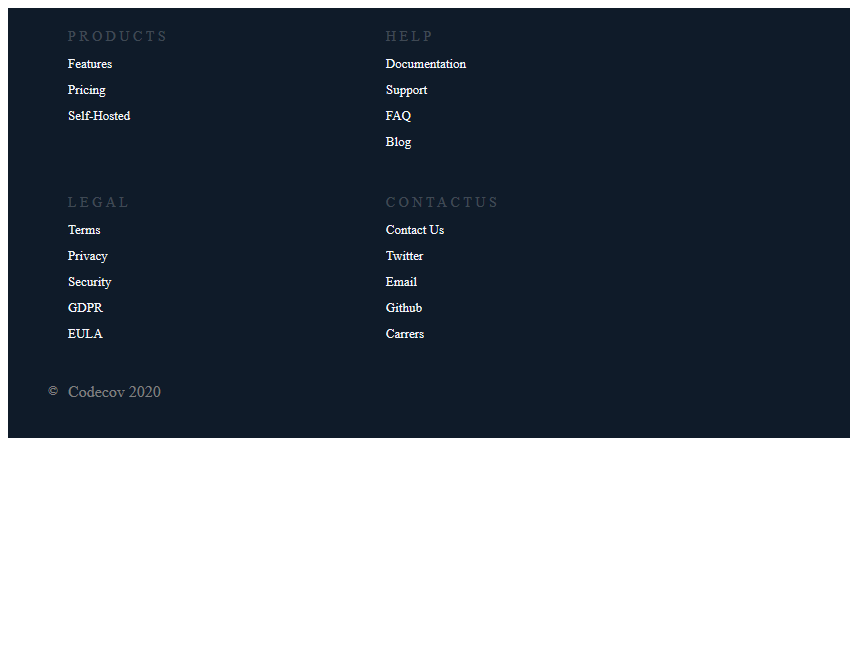 PRODUCTS
Features
Pricing
Self-Hosted
HELP
Documentation
Support
FAQ
Blog
LEGAL
Terms
Privacy
Security
GDPR
EULA
CONTACTUS
Contact Us
Twitter
Email
Github
Carrers
© Codecov 2020